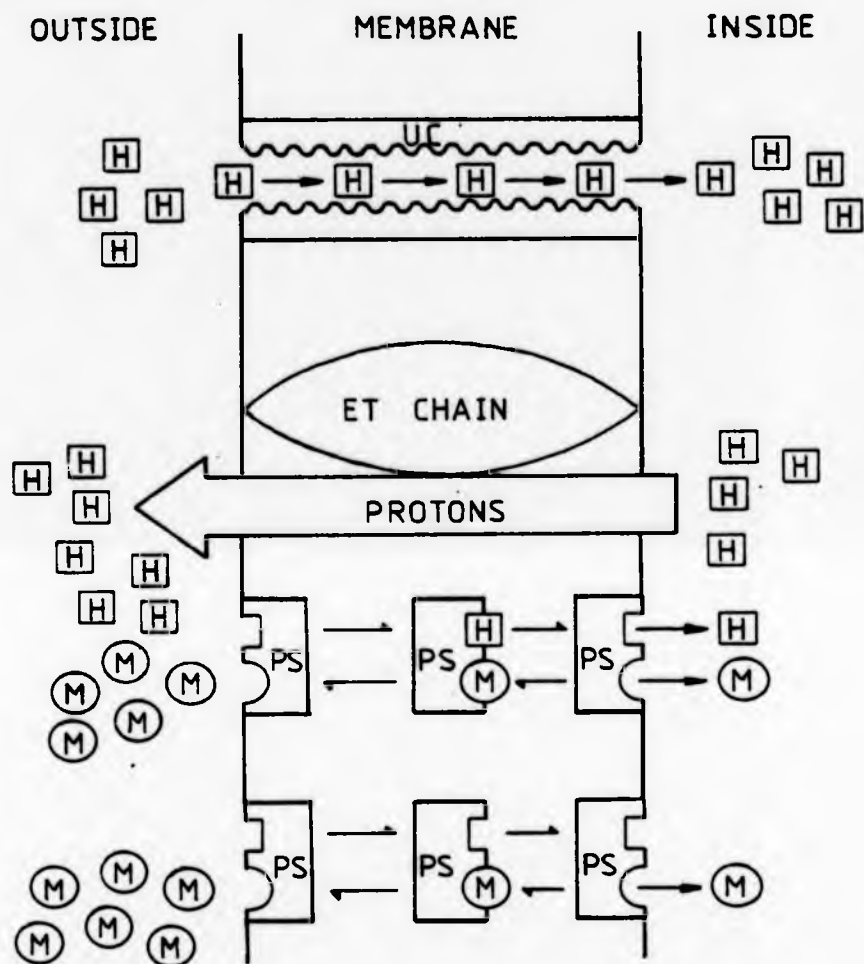 OUTSIDE MEMBRANE INSIDE
UC
H H H
H H H H H H H
H H H H
H H
ET CHAIN
H H H
H H
H H
PROTONS
H H H
H H
H H
PS PS PS
M M M M
M
M
M
PS PS PS
M M M M M
M M M